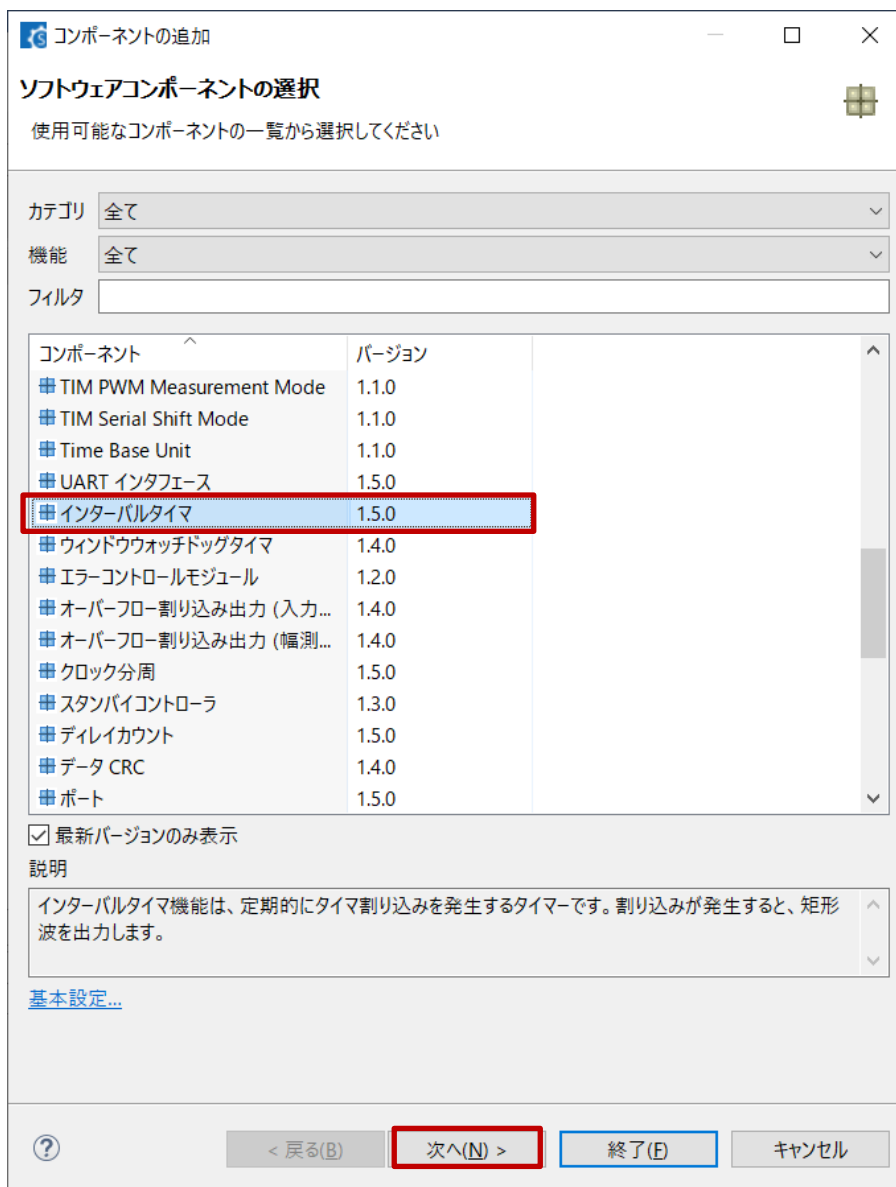 コンポーネントの追加
ソフトウェアコンポーネントの選択
使用可能なコンポーネントの一覧から選択してください
カテゴリ 全て
機能 全て
フィルタ
コンポーネント バージョン
TIM PWM Measurement Mode 1.1.0
TIM Serial Shift Mode 1.1.0
Time Base Unit 1.1.0
UART インタフェース 1.5.0
インターバルタイマ 1.5.0
ウィンドウウォッチドッグタイマ 1.4.0
エラーコントロールモジュール 1.2.0
オーバーフロー割り込み出力 (入力... 1.4.0
オーバーフロー割り込み出力 (幅測... 1.4.0
クロック分周 1.5.0
スタンバイコントローラ 1.3.0
ディレイカウント 1.5.0
データ CRC 1.4.0
ポート 1.5.0
最新バージョンのみ表示
説明
インターバルタイマ機能は、定期的にタイマ割り込みを発生するタイマーです。割り込みが発生すると、矩形
波を出力します。
基本設定...
< 戻る(B) 次へ(N) > 終了(F) キャンセル